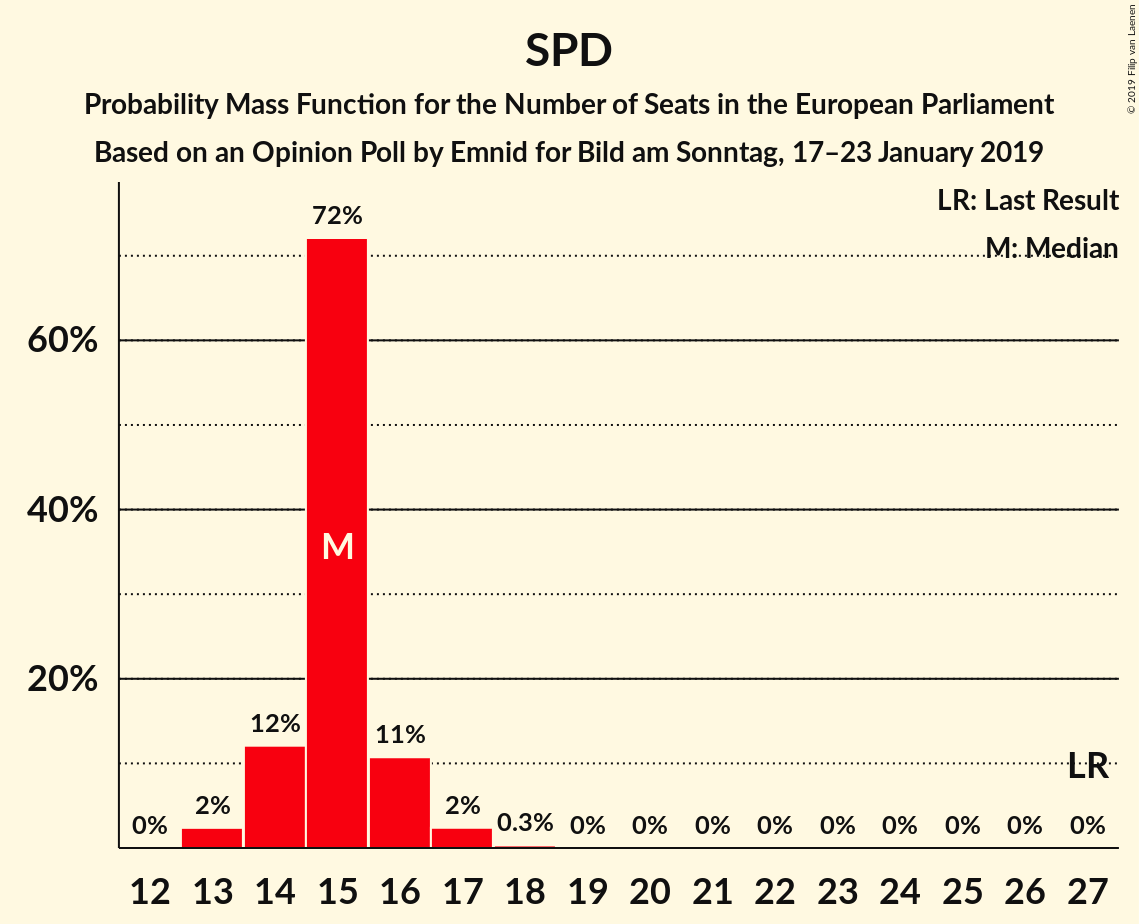 SPD
Probability Mass Function for the Number of Seats in the European Parliament
Based on an Opinion Poll by Emnid for Bild am Sonntag, 17–23 January 2019
© 2019 Filip van Laenen
LR: Last Result
M: Median
72%
60%
M
40%
20%
12%
11%
LR
0%
2%
2%
0.3%
0%
0%
0%
0%
0%
0%
0%
0%
0%
12 13 14 15 16 17 18 19 20 21 22 23 24 25 26 27